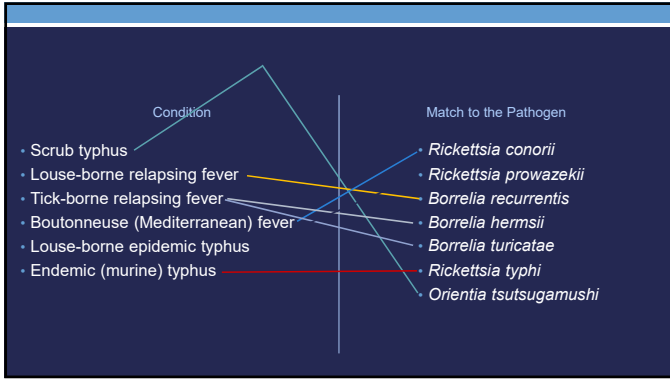 Condition
Scrub typhus
Louse-borne relapsing fever
Tick-borne relapsing fever
Boutonneuse (Mediterranean) fever
Louse-borne epidemic typhus
Endemic (murine) typhus
Match to the Pathogen
Rickettsia conorii
Rickettsia prowazekii
Borrelia recurrentis
Borrelia hermsii
Borrelia turicatae
Rickettsia typhi
Orientia tsutsugamushi